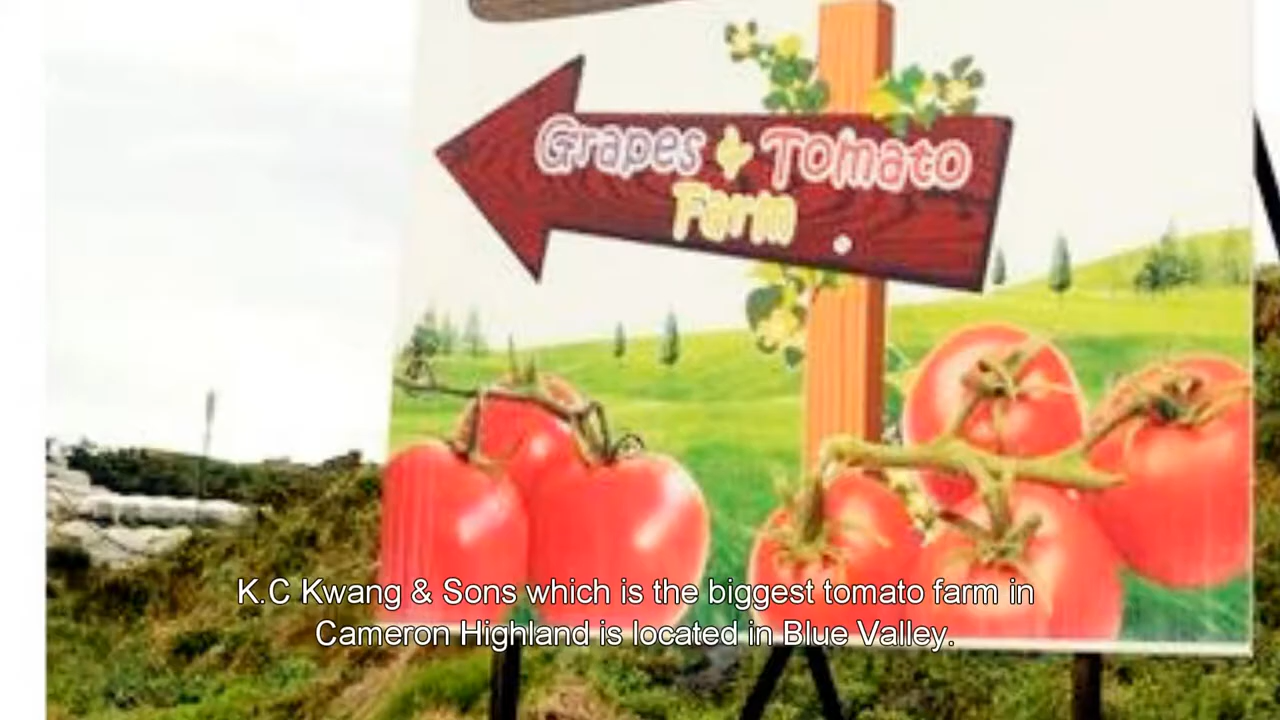 Grapes + Tomato
Farm
K.C Kwang & Sons which is the biggest tomato farm in
Cameron Highland is located in Blue Valley.